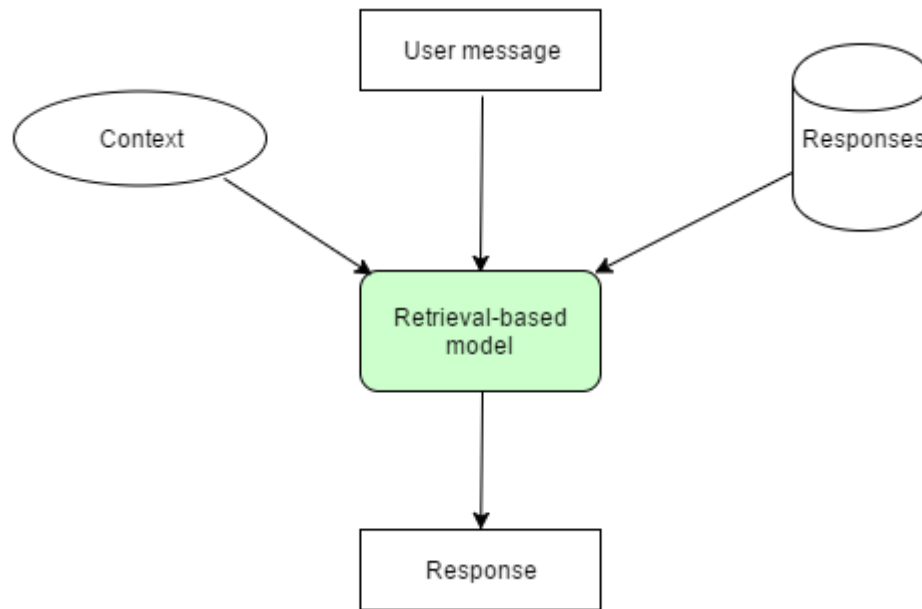 User message
Context
Responses
Retrieval-based
model
Response